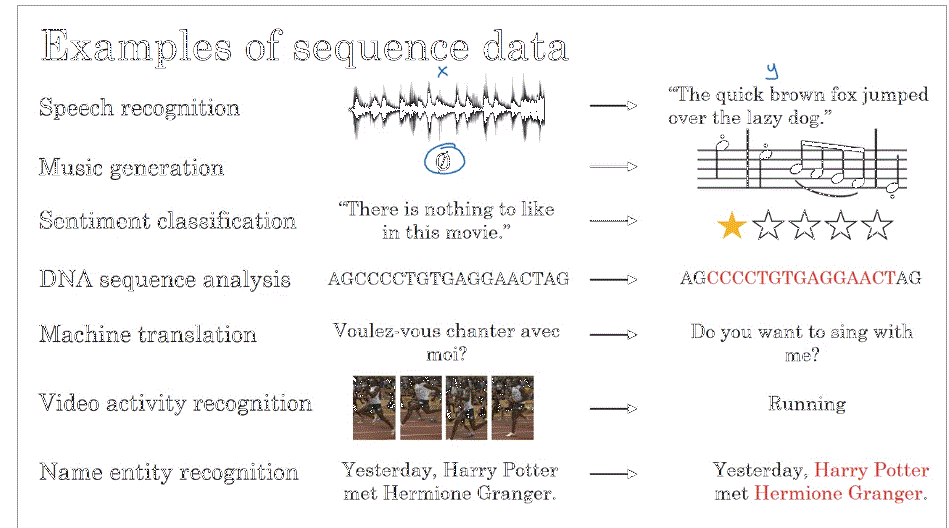 Examples of sequence data
x
y
Speech recognition
“The quick brown fox jumped
over the lazy dog.”
Music generation
∅
Sentiment classification
“There is nothing to like
in this movie.”
DNA sequence analysis
AGCCCCTGTGAGGAACTAG
AGCCCCTGTGAGGAACTAG
Machine translation
Voulez-vous chanter avec
moi?
Do you want to sing with
me?
Video activity recognition
Running
Name entity recognition
Yesterday, Harry Potter
met Hermione Granger.
Yesterday, Harry Potter
met Hermione Granger.